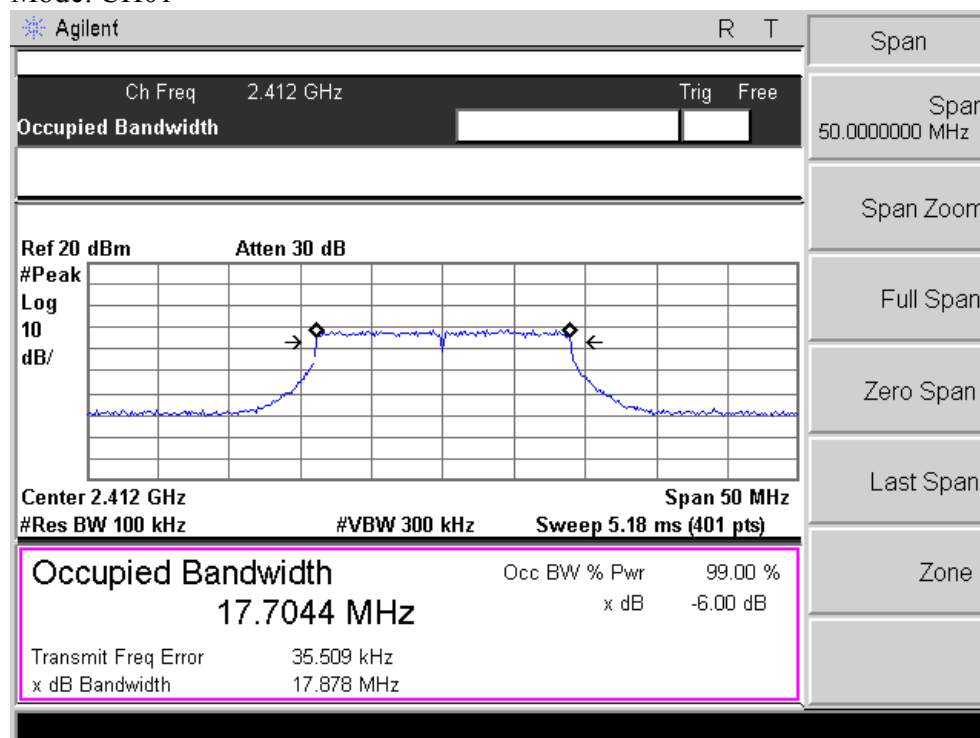 Agilent R T
Span
Ch Freq 2.412 GHz Trig Free
Occupied Bandwidth
50.0000000 MHz
Span Zoom
Ref 20 dBm Atten 30 dB
#Peak
Log
10
dB/
Full Span
Zero Span
Last Span
Center 2.412 GHz Span 50 MHz
#Res BW 100 kHz #VBW 300 kHz Sweep 5.18 ms (401 pts)
Occupied Bandwidth Occ BW % Pwr 99.00 %
17.7044 MHz x dB -6.00 dB
Zone
Transmit Freq Error 35.509 kHz
x dB Bandwidth 17.878 MHz